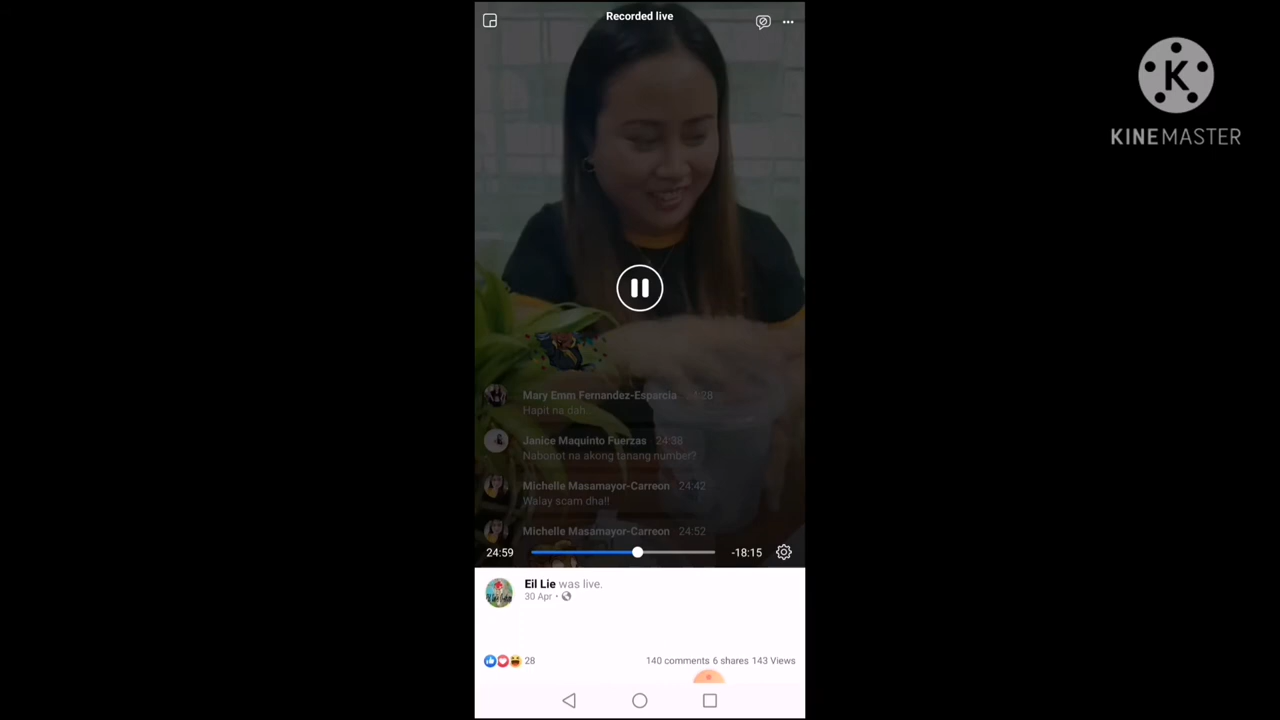 Recorded live
KINEMASTER
Mary Emm Fernandez-Esparcia 24:28
Hapit na dah
Janice Maquinto Fuerzas 24:38
Nabonot na akong tanang number?
Michelle Masamayor-Carreon 24:42
Walay scam dha!!
Michelle Masamayor-Carreon 24:52
24:59 -18:15
Eil Lie was live.
30 Apr
28 140 comments 6 shares 143 Views